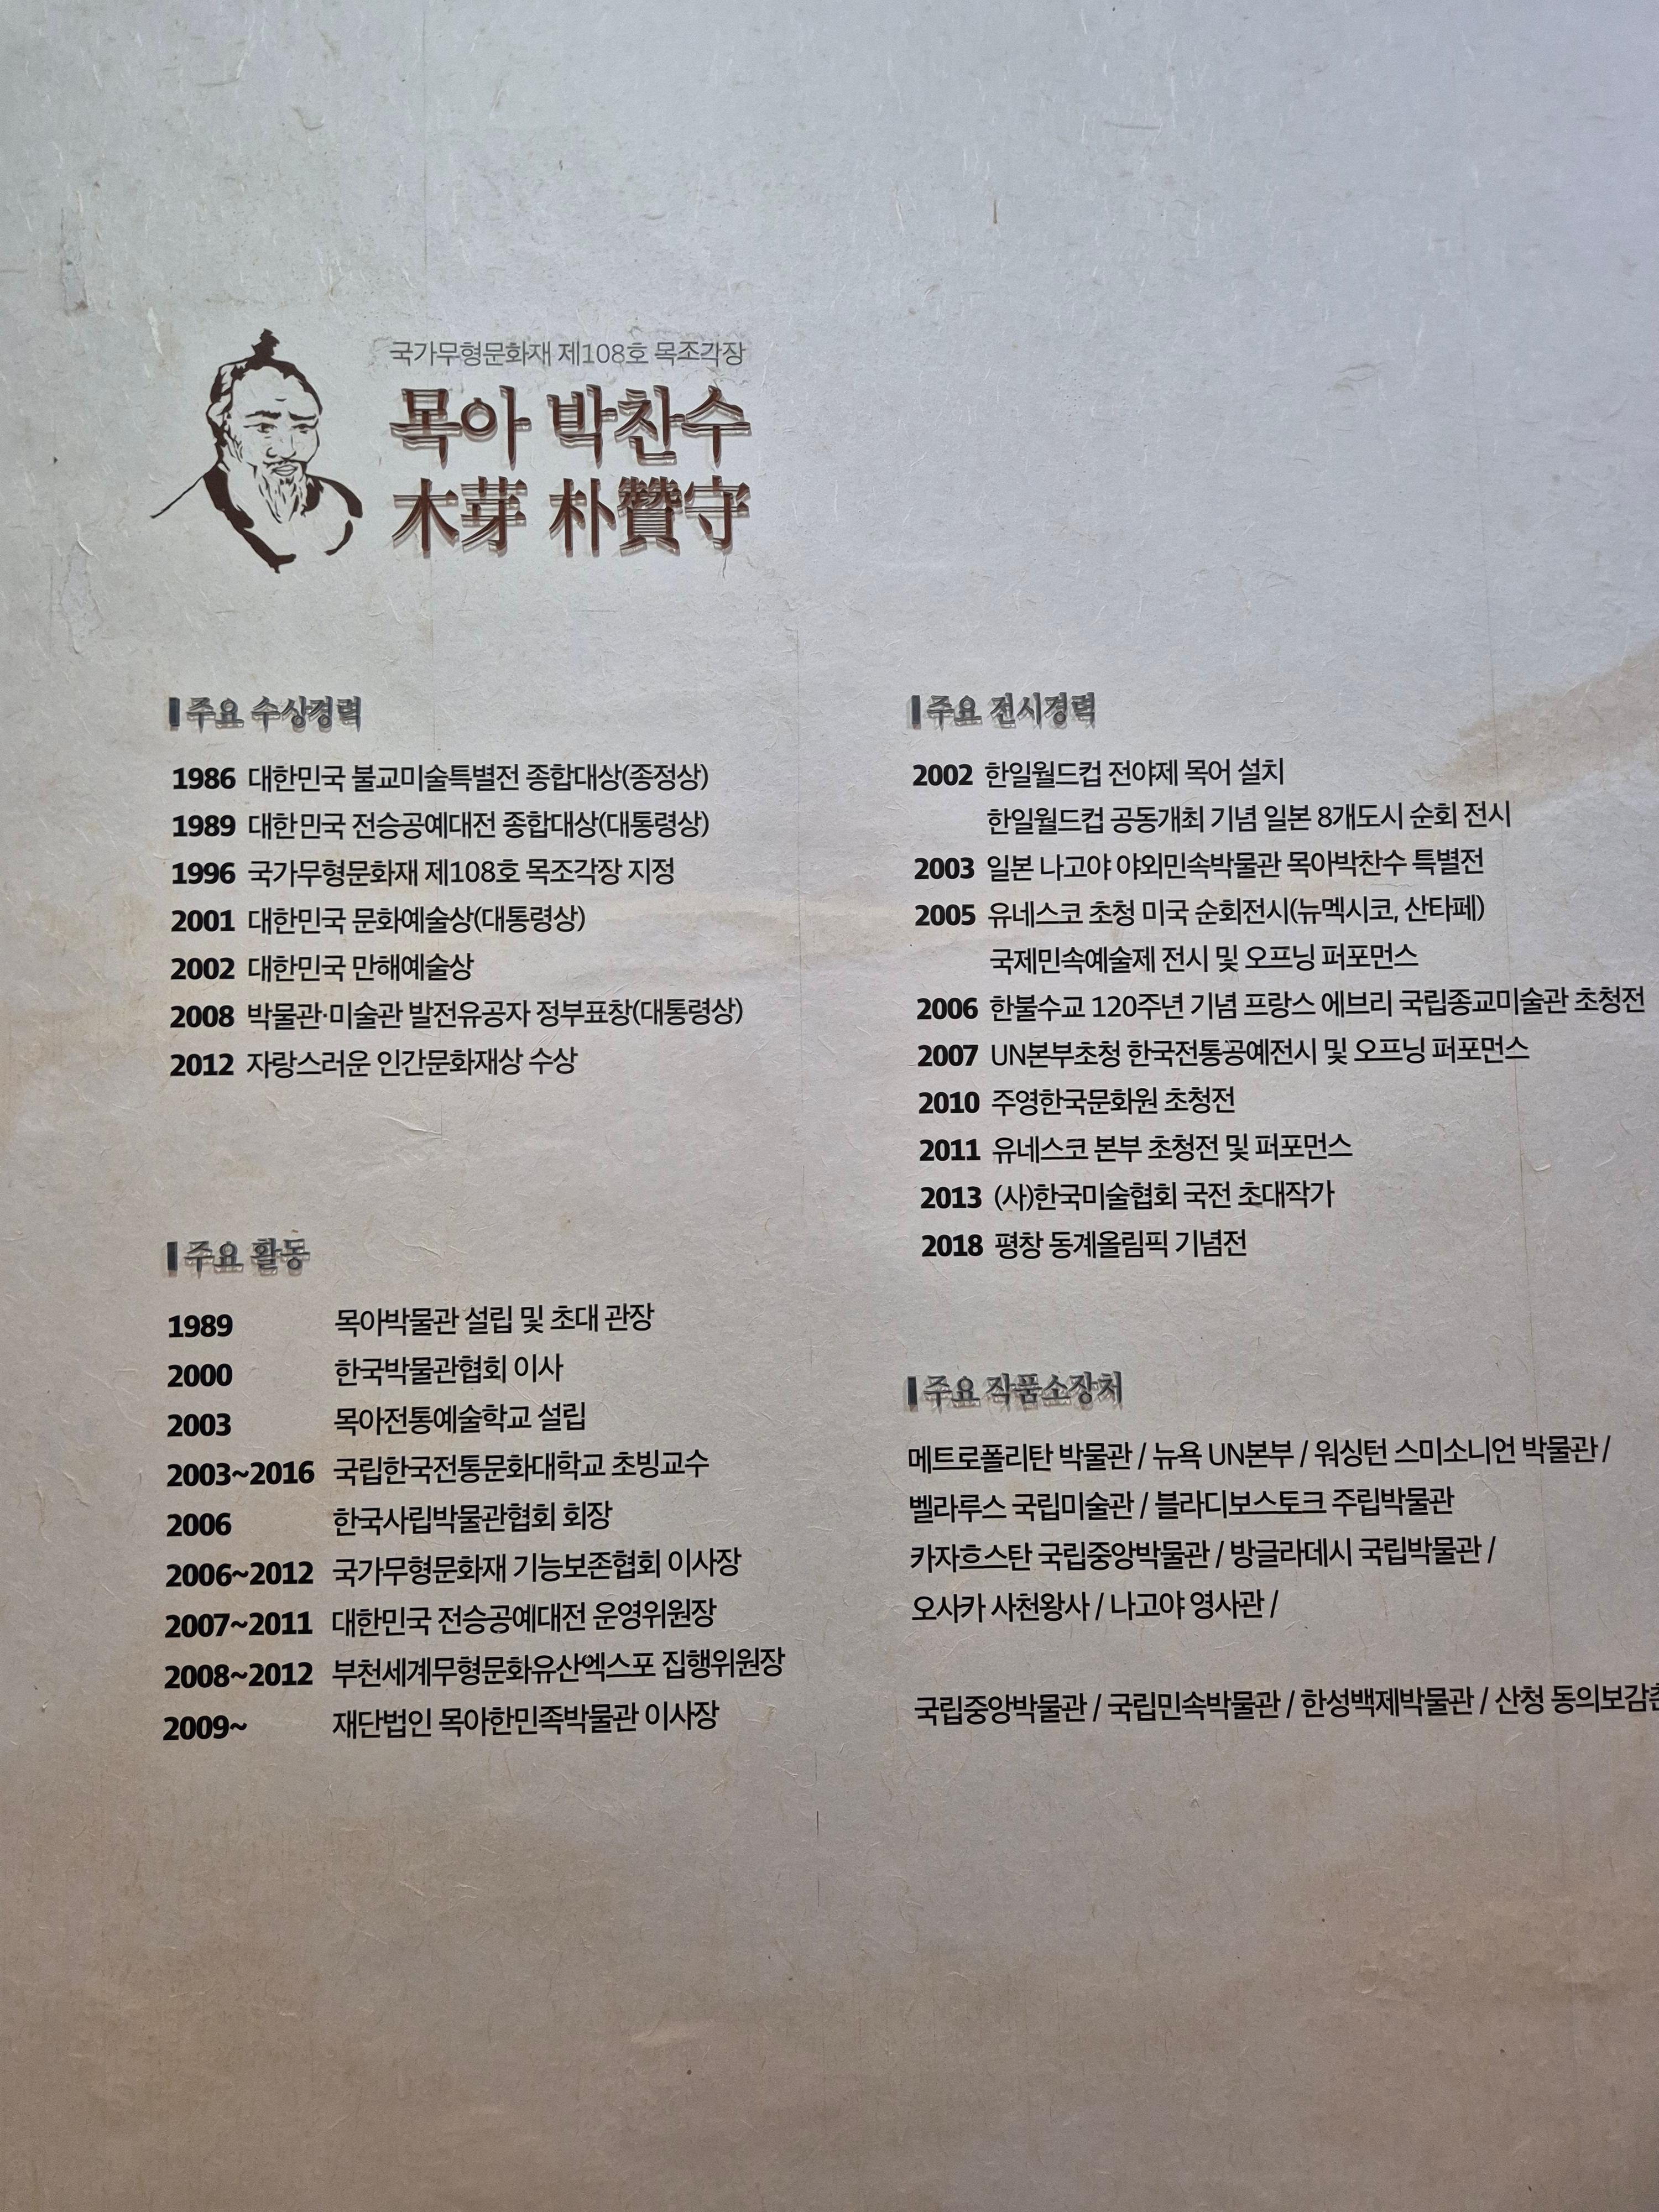 국가무형문화재 제108호 목조각장
목아 박찬수
木芽 朴贊守
주요 수상경력
1986 대한민국 불교미술특별전 종합대상(종정상)
1989 대한민국 전승공예대전 종합대상(대통령상)
1996 국가무형문화재 제108호 목조각장 지정
2001 대한민국 문화예술상(대통령상)
2002 대한민국 만해예술상
2008 박물관·미술관 발전유공자 정부표창(대통령상)
2012 자랑스러운 인간문화재상 수상
주요 활동
1989 목아박물관 설립 및 초대 관장
2000 한국박물관협회 이사
2003 목아전통예술학교 설립
2003~2016 국립한국전통문화대학교 초빙교수
2006 한국사립박물관협회 회장
2006~2012 국가무형문화재 기능보존협회 이사장
2007~2011 대한민국 전승공예대전 운영위원장
2008~2012 부천세계무형문화유산엑스포 집행위원장
2009~ 재단법인 목아한민족박물관 이사장
주요 전시경력
2002 한일월드컵 전야제 목어 설치
한일월드컵 공동개최 기념 일본 8개도시 순회 전시
2003 일본 나고야 야외민속박물관 목아박찬수 특별전
2005 유네스코 초청 미국 순회전시(뉴멕시코, 산타페)
국제민속예술제 전시 및 오프닝 퍼포먼스
2006 한불수교 120주년 기념 프랑스 에브리 국립종교미술관 초청전
2007 UN본부초청 한국전통공예전시 및 오프닝 퍼포먼스
2010 주영한국문화원 초청전
2011 유네스코 본부 초청전 및 퍼포먼스
2013 (사)한국미술협회 국전 초대작가
2018 평창 동계올림픽 기념전
주요 작품소장처
메트로폴리탄 박물관 / 뉴욕 UN본부 / 워싱턴 스미소니언 박물관 /
벨라루스 국립미술관 / 블라디보스토크 주립박물관
카자흐스탄 국립중앙박물관 / 방글라데시 국립박물관 /
오사카 사천왕사 / 나고야 영사관 /
국립중앙박물관 / 국립민속박물관 / 한성백제박물관 / 산청